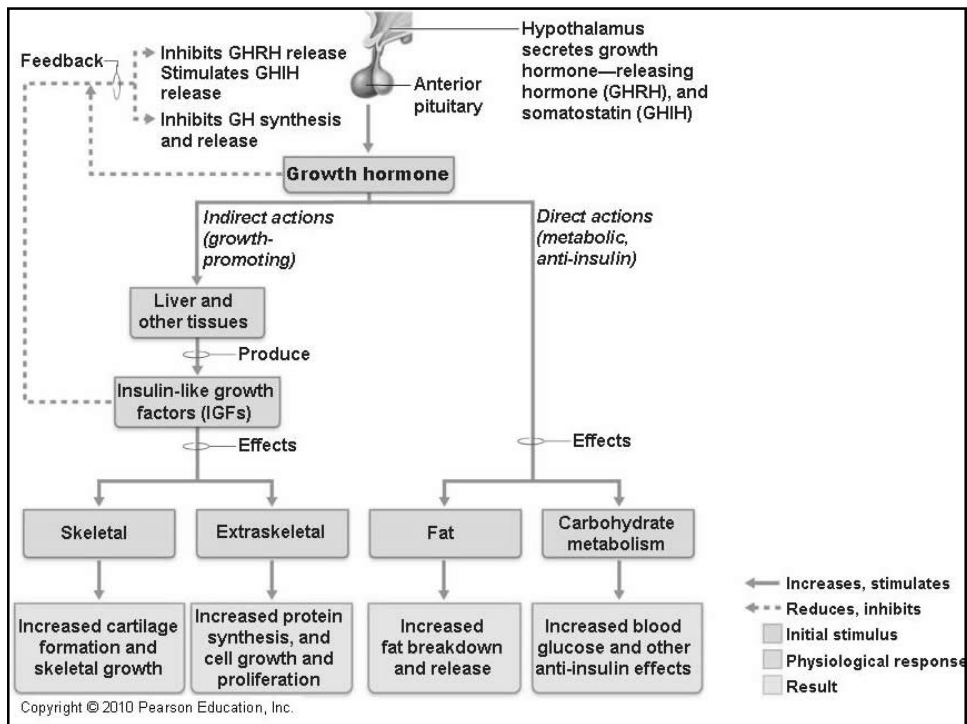 Feedback
Inhibits GHRH release
Stimulates GHIH
release
Inhibits GH synthesis
and release
Anterior
pituitary
Hypothalamus
secretes growth
hormone—releasing
hormone (GHRH), and
somatostatin (GHIH)
Growth hormone
Indirect actions
(growth-
promoting)
Direct actions
(metabolic,
anti-insulin)
Liver and
other tissues
Produce
Insulin-like growth
factors (IGFs)
Effects
Effects
Skeletal
Extraskeletal
Fat
Carbohydrate
metabolism
Increased cartilage
formation and
skeletal growth
Increased protein
synthesis, and
cell growth and
proliferation
Increased
fat breakdown
and release
Increased blood
glucose and other
anti-insulin effects
Increases, stimulates
Reduces, inhibits
Initial stimulus
Physiological response
Result
Copyright © 2010 Pearson Education, Inc.